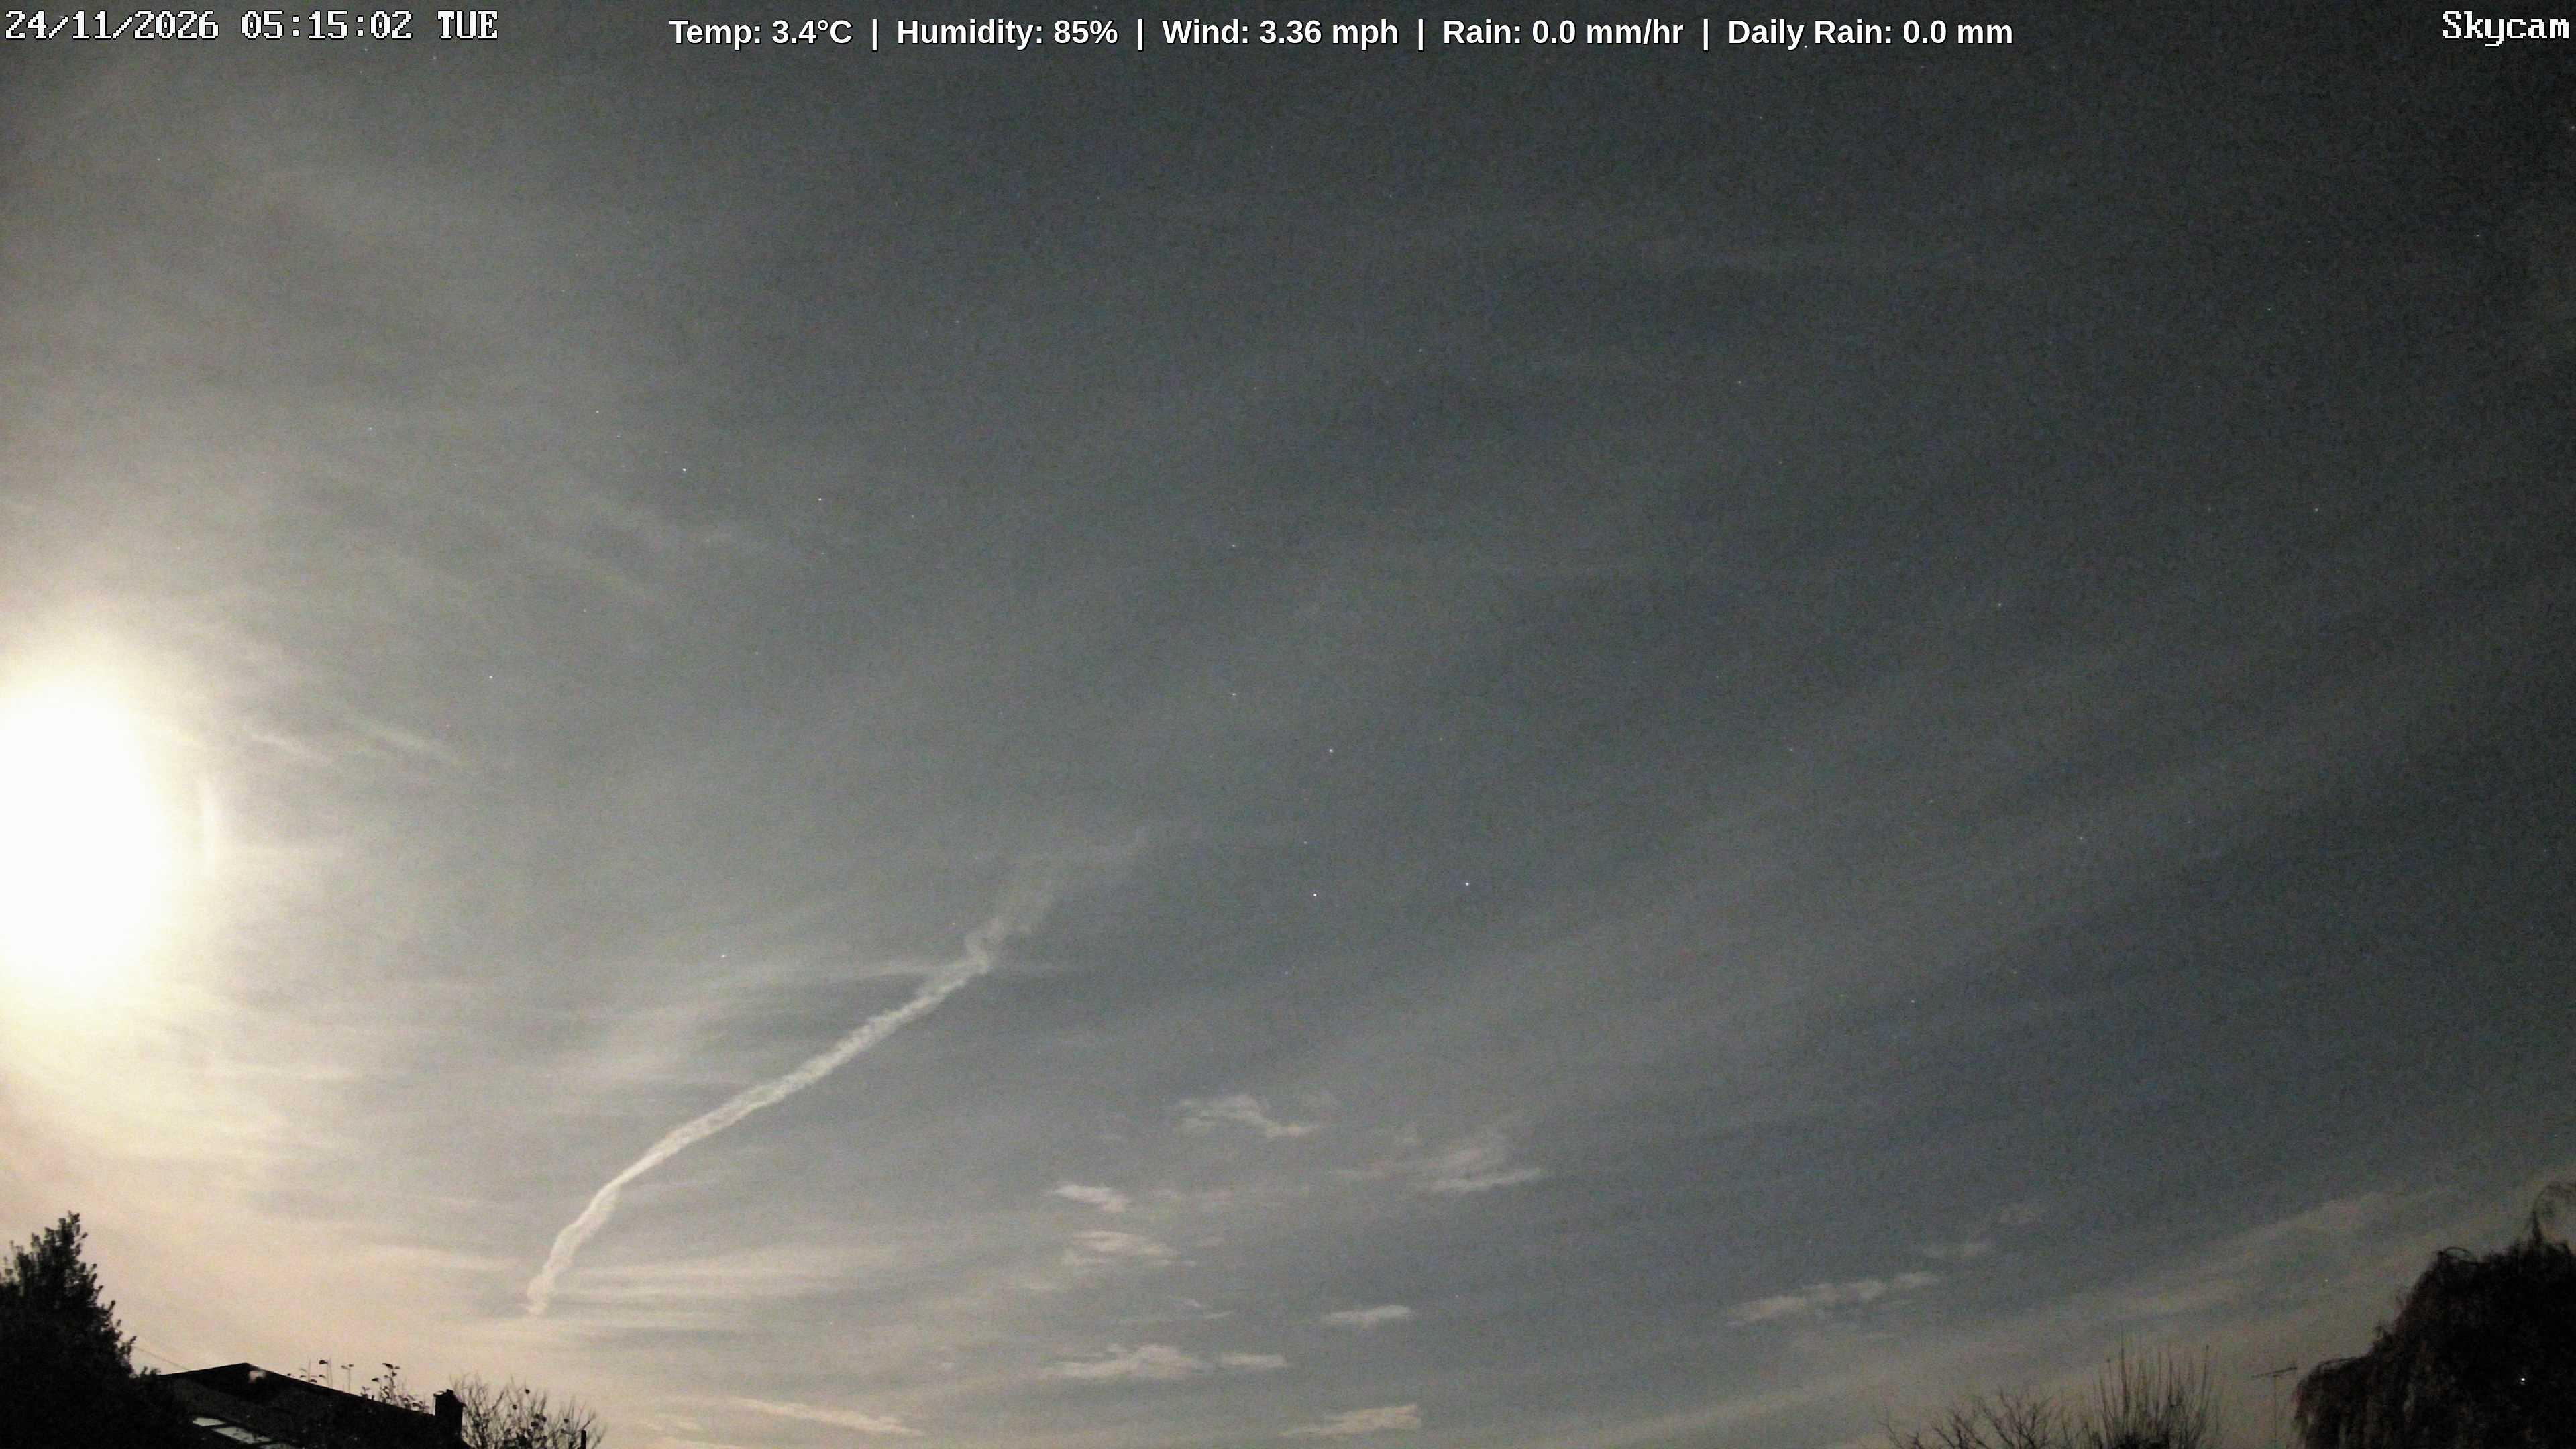 24/11/2026 05:15:02 TUE
Temp: 3.4°C | Humidity: 85% | Wind: 3.36 mph | Rain: 0.0 mm/hr | Daily Rain: 0.0 mm
Skycam